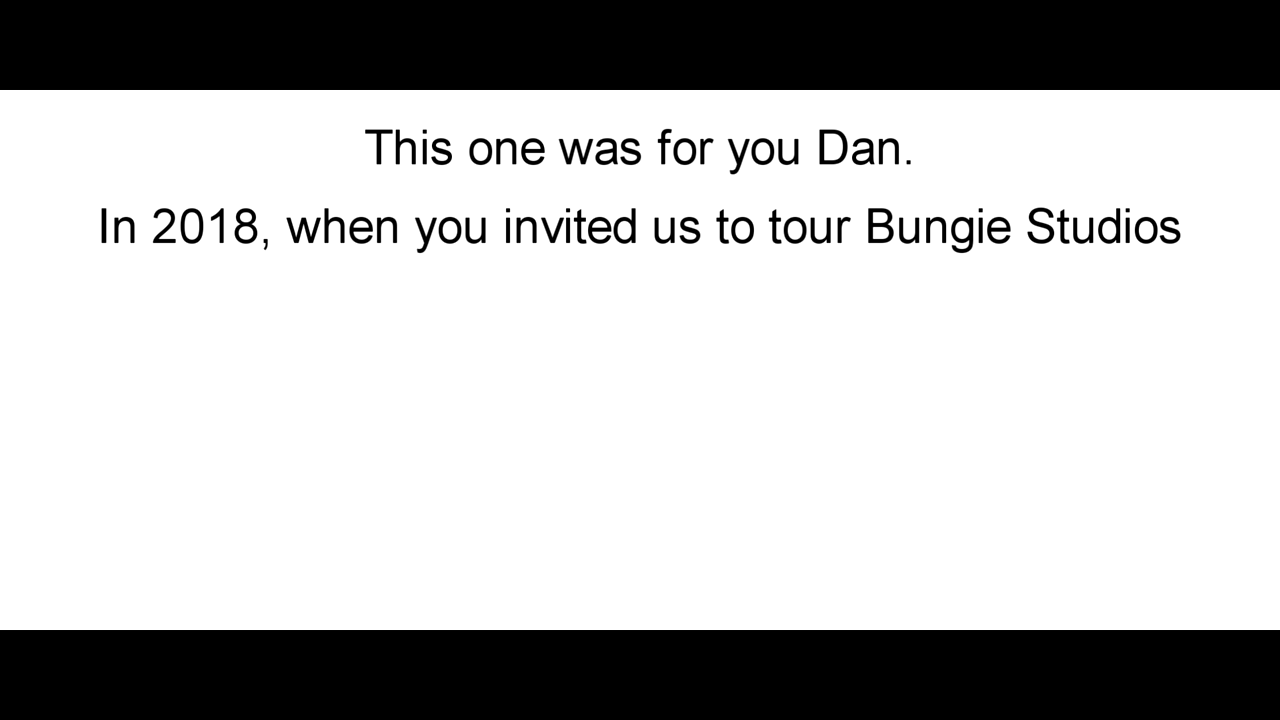 This one was for you Dan.
In 2018, when you invited us to tour Bungie Studios